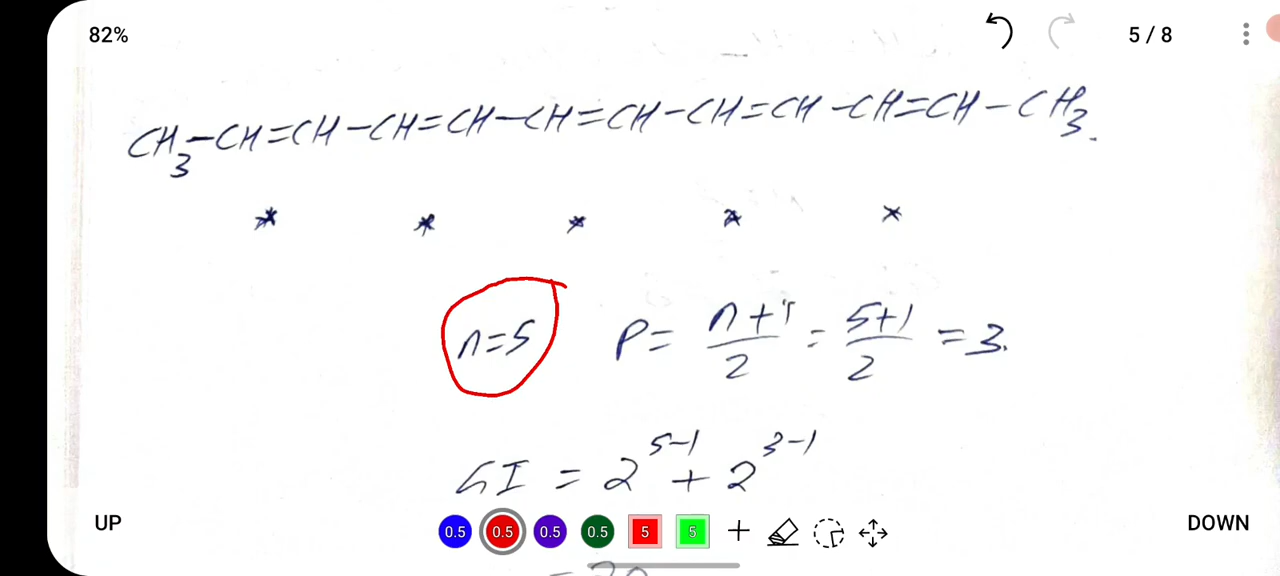 82%
5 / 8
CH₃-CH=CH-CH=CH-CH=CH-CH=CH-CH=CH-CH₃.
* * * * *
n=5 P= n+1/2 = 5+1/2 = 3.
GI = 2^5-1 + 2^3-1
= 20
UP
DOWN
0.5 0.5 0.5 0.5 5 5 +